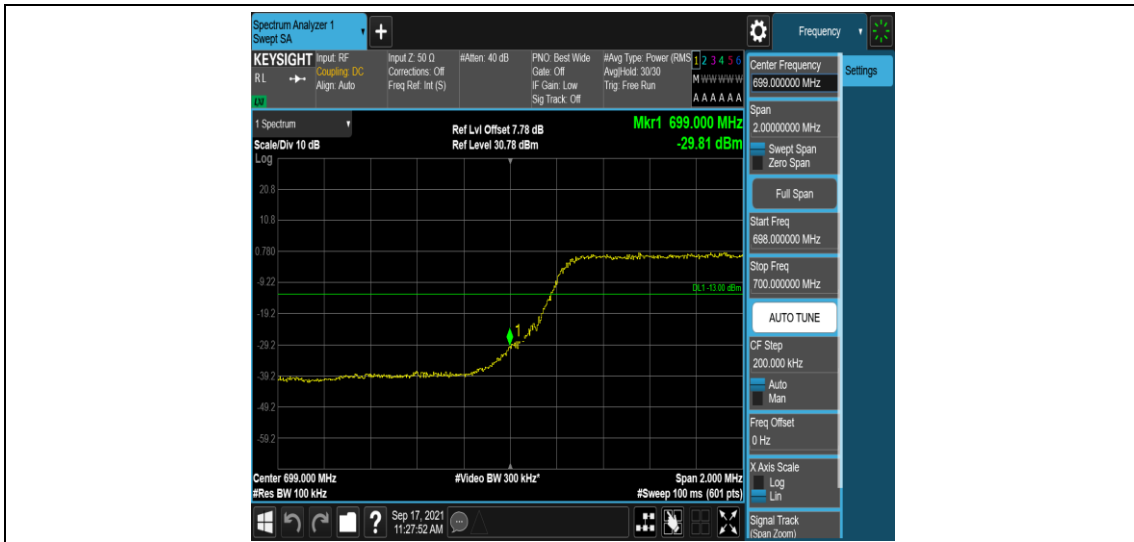 Spectrum Analyzer 1
Swept SA
+
Frequency
KEYSIGHT
RL
LXI
Input: RF
Coupling: DC
Align: Auto
Input Z: 50 Ω
Corrections: Off
Freq Ref: Int (S)
#Atten: 40 dB
PNO: Best Wide
Gate: Off
IF Gain: Low
Sig Track: Off
#Avg Type: Power (RMS
Avg|Hold: 30/30
Trig: Free Run
1 2 3 4 5 6
M W W W W W
A A A A A A
1 Spectrum
Scale/Div 10 dB
Log
Ref Lvl Offset 7.78 dB
Ref Level 30.78 dBm
Mkr1 699.000 MHz
-29.81 dBm
20.8
10.8
0.780
-9.22
DL1 -13.00 dBm
-19.2
1
-29.2
-39.2
-49.2
-59.2
Center 699.000 MHz
#Res BW 100 kHz
#Video BW 300 kHz*
Span 2.000 MHz
#Sweep 100 ms (601 pts)
?
Sep 17, 2021
11:27:52 AM
Center Frequency
699.000000 MHz
Settings
Span
2.00000000 MHz
Swept Span
Zero Span
Full Span
Start Freq
698.000000 MHz
Stop Freq
700.000000 MHz
AUTO TUNE
CF Step
200.000 kHz
Auto
Man
Freq Offset
0 Hz
X Axis Scale
Log
Lin
Signal Track
(Span Zoom)